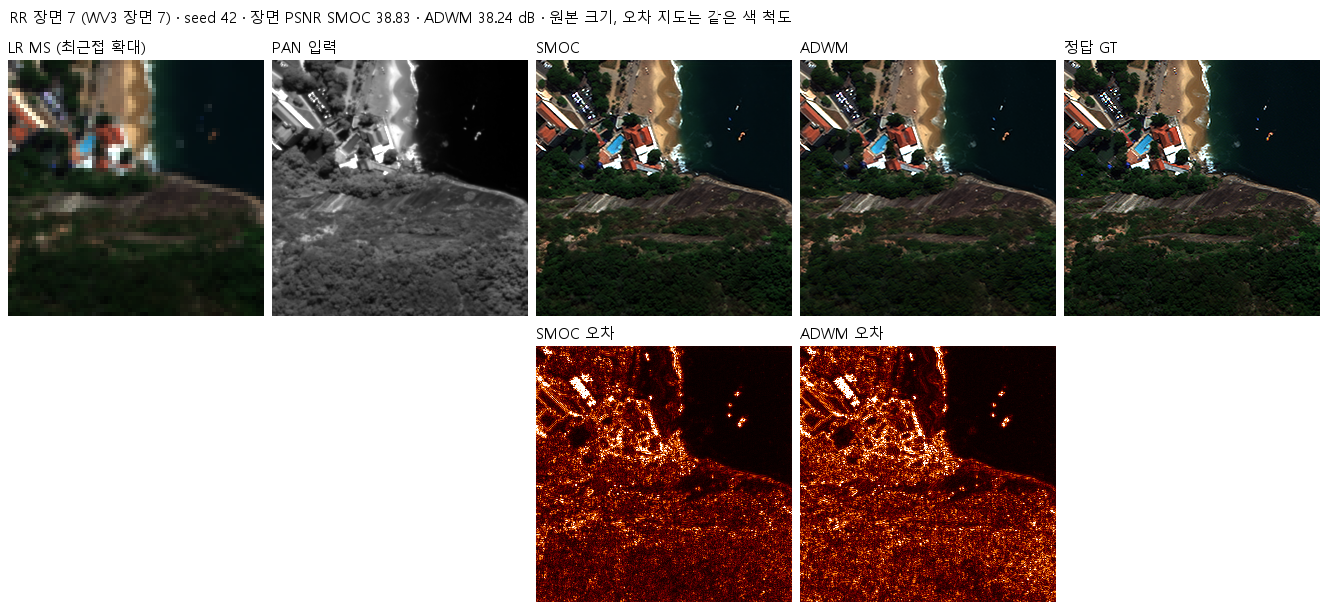 RR 장면 7 (WV3 장면 7) · seed 42 · 장면 PSNR SMOC 38.83 · ADWM 38.24 dB · 원본 크기, 오차 지도는 같은 색 척도
LR MS (최근접 확대)
PAN 입력
SMOC
ADWM
정답 GT
SMOC 오차
ADWM 오차